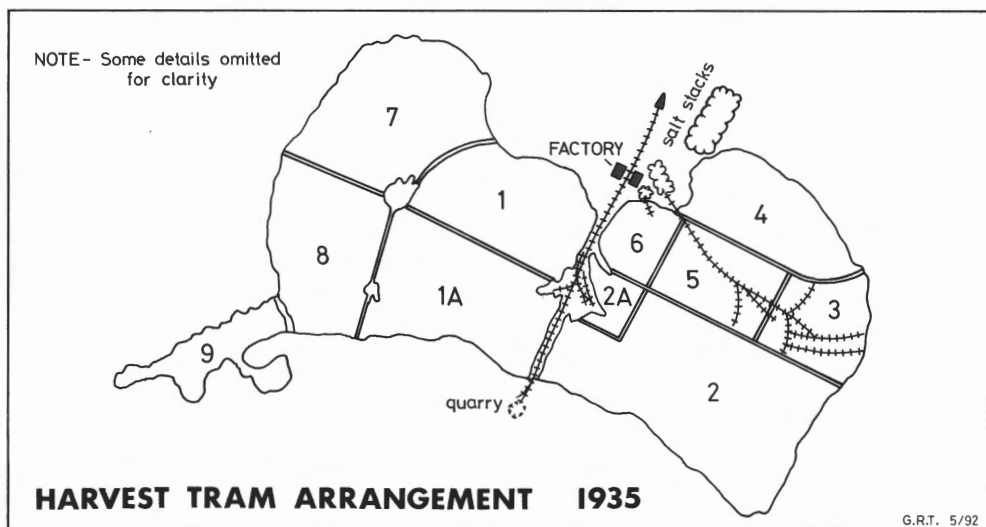 NOTE- Some details omitted
for clarity
7
salt stacks
FACTORY
1
4
6
8
5
2A
1A
3
9
2
quarry
HARVEST TRAM ARRANGEMENT 1935
G.R.T. 5/92